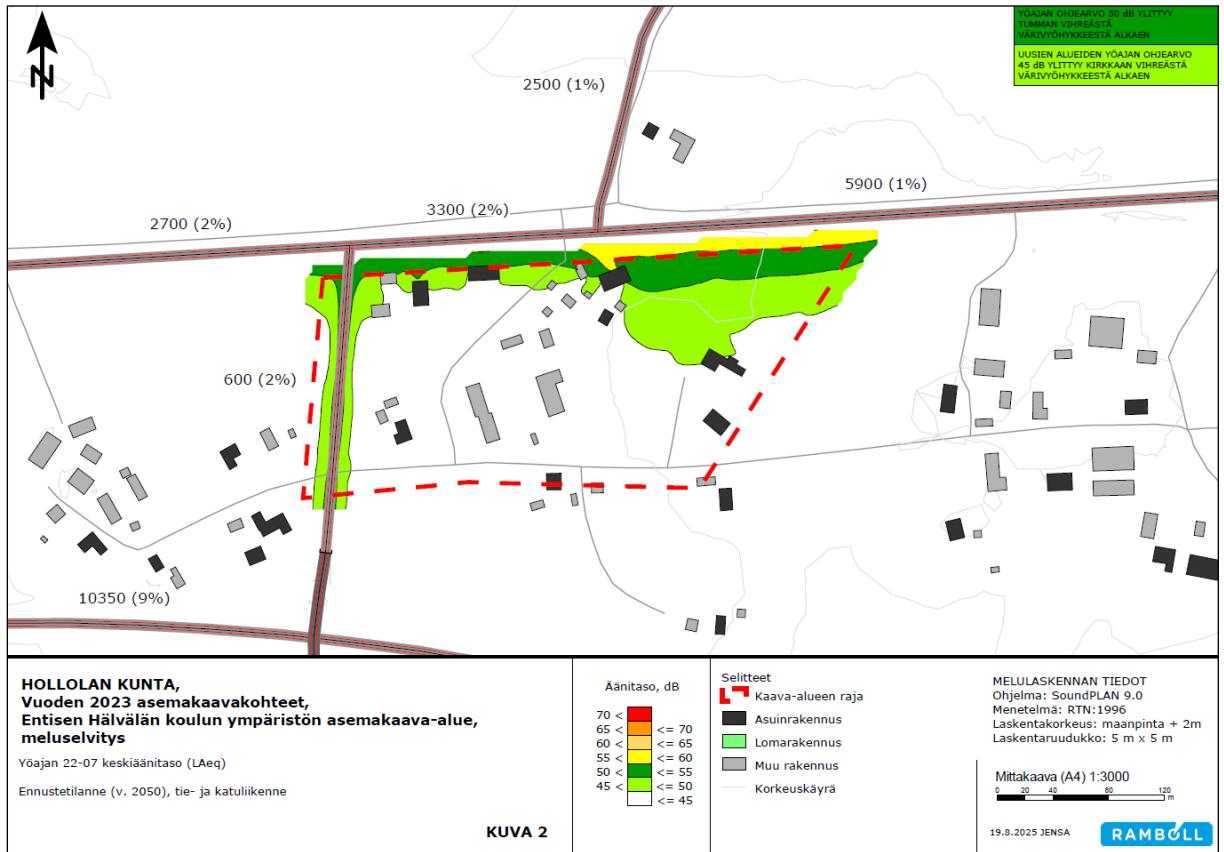 YÖAJAN OHJEARVO 50 dB YLITTYY
TUMMAN VIHREÄSTÄ
VÄRIVYÖHYKKEESTÄ ALKAEN
UUSIEN ALUEIDEN YÖAJAN OHJEARVO
45 dB YLITTYY KIRKKAAN VIHREÄSTÄ
VÄRIVYÖHYKKEESTÄ ALKAEN
N
2500 (1%)
5900 (1%)
3300 (2%)
2700 (2%)
600 (2%)
10350 (9%)
HOLLOLAN KUNTA,
Vuoden 2023 asemakaavakohteet,
Entisen Hälvälän koulun ympäristön asemakaava-alue,
meluselvitys
Yöajan 22-07 keskiäänitaso (LAeq)
Ennustetilanne (v. 2050), tie- ja katuliikenne
KUVA 2
Äänitaso, dB
70 <
65 < <= 70
60 < <= 65
55 < <= 60
50 < <= 55
45 < <= 50
<= 45
Selitteet
Kaava-alueen raja
Asuinrakennus
Lomarakennus
Muu rakennus
Korkeuskäyrä
MELULASKENNAN TIEDOT
Ohjelma: SoundPLAN 9.0
Menetelmä: RTN:1996
Laskentakorkeus: maanpinta + 2m
Laskentaruudukko: 5 m x 5 m
Mittakaava (A4) 1:3000
0 20 40 80 120
m
19.8.2025 JENSA
RAMBOLL